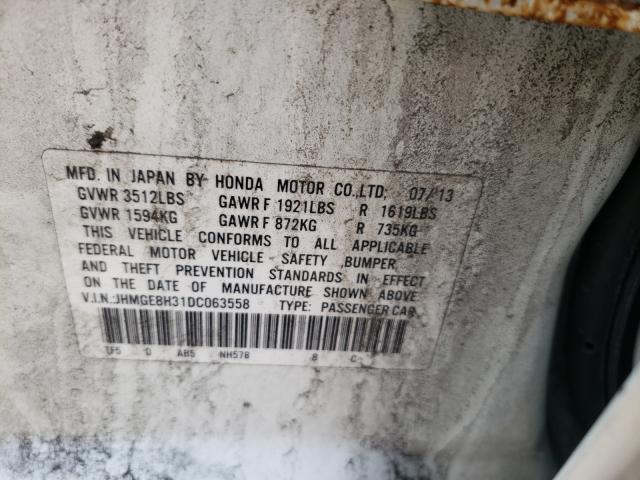 MFD. IN JAPAN BY HONDA MOTOR CO.,LTD; 07/13
GVWR 3512LBS GAWR F 1921LBS R 1619LBS
GVWR 1594KG GAWR F 872KG R 735KG
THIS VEHICLE CONFORMS TO ALL APPLICABLE
FEDERAL MOTOR VEHICLE SAFETY ,BUMPER
AND THEFT PREVENTION STANDARDS IN EFFECT
ON THE DATE OF MANUFACTURE SHOWN ABOVE
V.I.N.:JHMGE8H31DC063558 TYPE: PASSENGER CAR
TF5 D AB5 NH578 B C